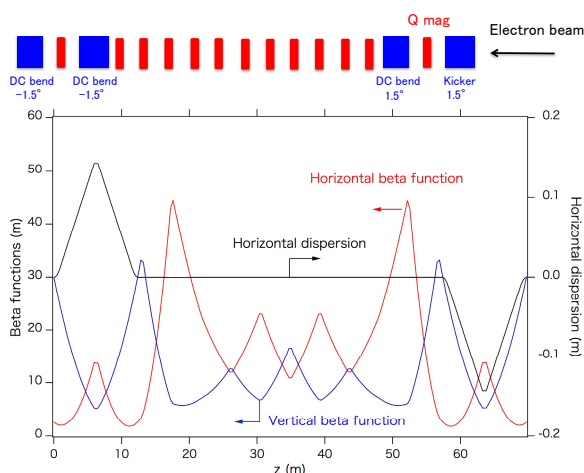 Q mag
Electron beam
DC bend
-1.5°
DC bend
-1.5°
DC bend
1.5°
Kicker
1.5°
60
50
40
30
20
10
0
Beta functions (m)
0.2
0.1
0.0
-0.1
-0.2
Horizontal dispersion (m)
Horizontal beta function
Horizontal dispersion
Vertical beta function
0
10
20
30
40
50
60
z (m)